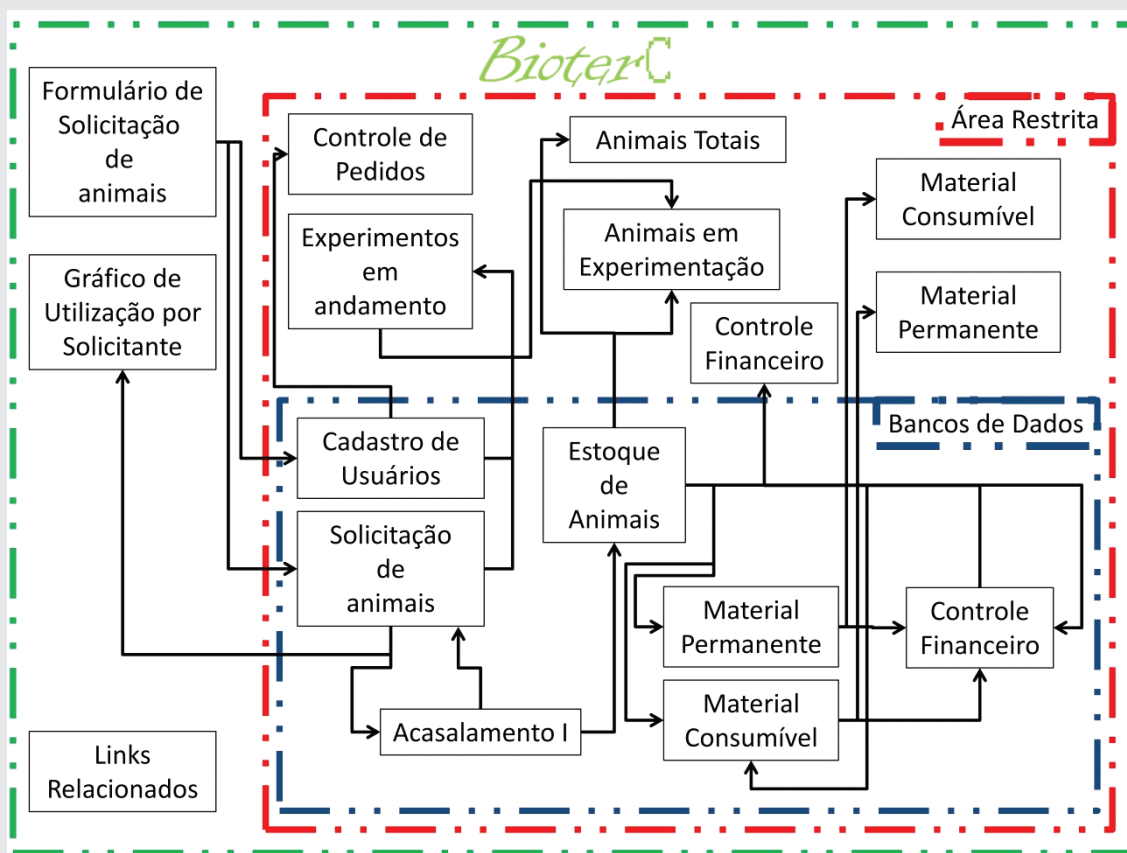 BioterC
Formulário de
Solicitação
de
animais
Gráfico de
Utilização por
Solicitante
Links
Relacionados
Área Restrita
Controle de
Pedidos
Animais Totais
Experimentos
em
andamento
Animais em
Experimentação
Material
Consumível
Material
Permanente
Controle
Financeiro
Bancos de Dados
Cadastro de
Usuários
Estoque
de
Animais
Solicitação
de
animais
Material
Permanente
Controle
Financeiro
Acasalamento I
Material
Consumível